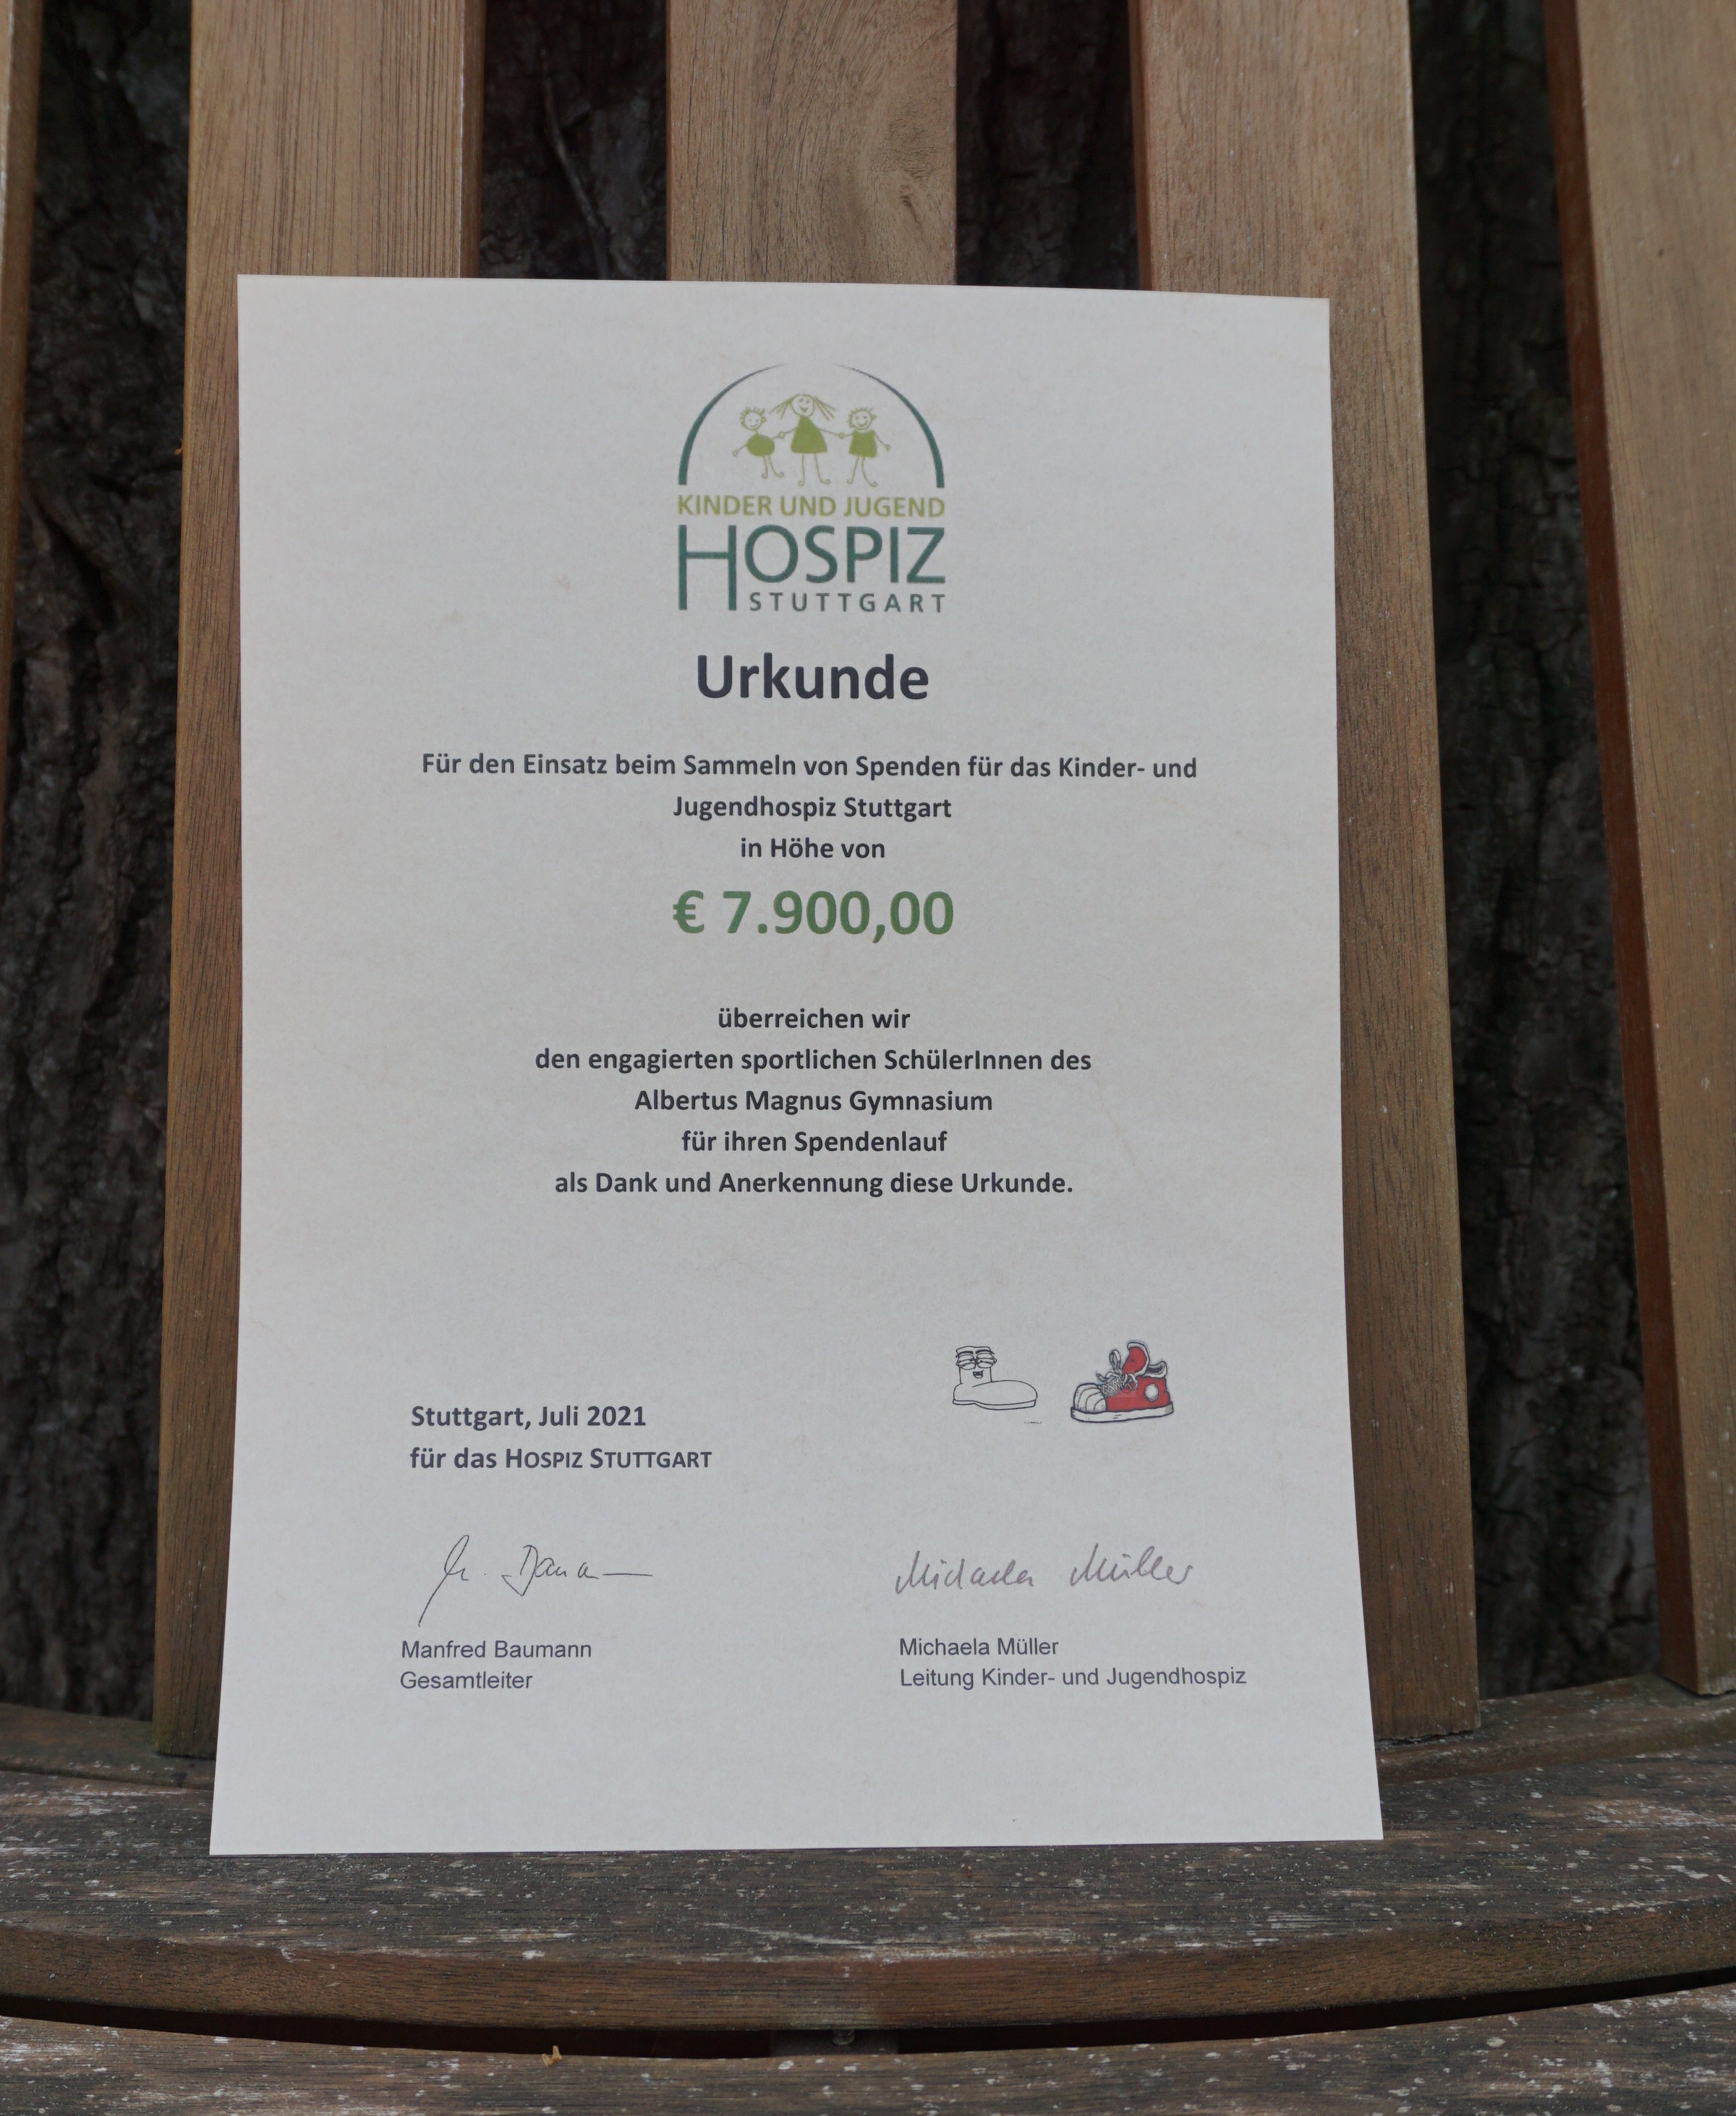 KINDER UND JUGEND
HOSPIZ
STUTTGART
Urkunde
Für den Einsatz beim Sammeln von Spenden für das Kinder- und
Jugendhospiz Stuttgart
in Höhe von
€ 7.900,00
überreichen wir
den engagierten sportlichen SchülerInnen des
Albertus Magnus Gymnasium
für ihren Spendenlauf
als Dank und Anerkennung diese Urkunde.
Stuttgart, Juli 2021
für das HOSPIZ STUTTGART
Michaela Müller
Manfred Baumann
Gesamtleiter
Michaela Müller
Leitung Kinder- und Jugendhospiz